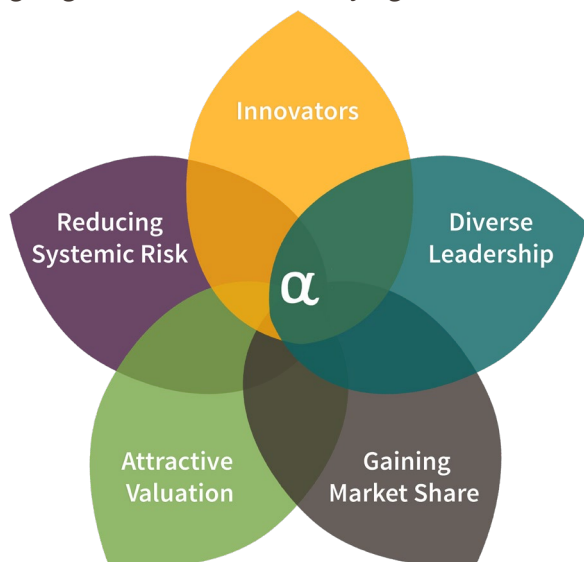 Innovators
Reducing
Systemic Risk
Diverse
Leadership
α
Attractive
Valuation
Gaining
Market Share